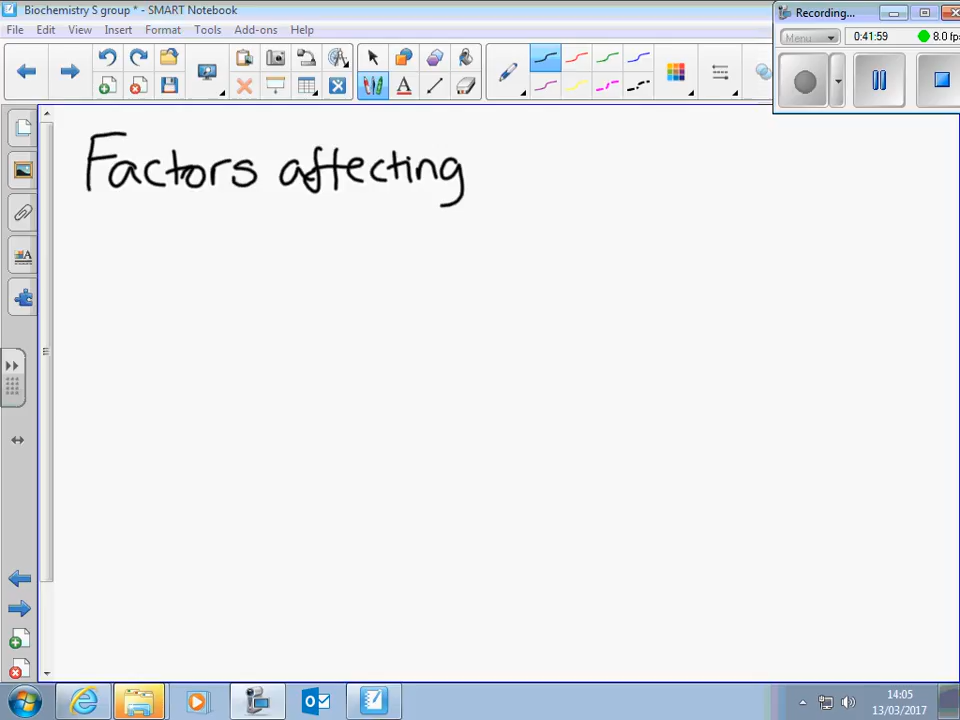 Biochemistry S group * - SMART Notebook
Recording...
File Edit View Insert Format Tools Add-ons Help
Menu 0:41:59 8.0 fp
Factors affecting
14:05
13/03/2017